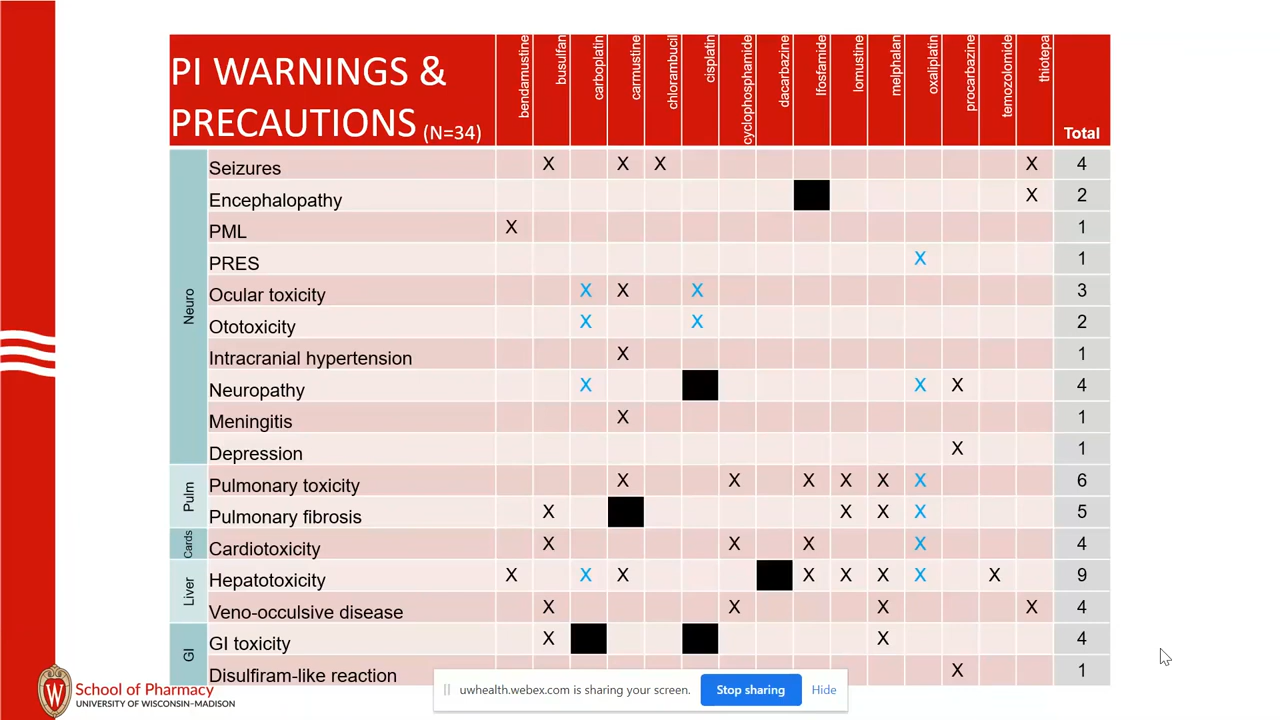 PI WARNINGS &
PRECAUTIONS (N=34)
bendamustine busulfan carboplatin carmustine chlorambucil cisplatin cyclophosphamide dacarbazine Ifosfamide lomustine melphalan oxaliplatin procarbazine temozolomide thiotepa Total
Neuro
Seizures X X X X 4
Encephalopathy X 2
PML X 1
PRES X 1
Ocular toxicity X X X 3
Ototoxicity X X 2
Intracranial hypertension X 1
Neuropathy X X X 4
Meningitis X 1
Depression X 1
Pulm
Pulmonary toxicity X X X X X X 6
Pulmonary fibrosis X X X X 5
Cards
Cardiotoxicity X X X X 4
Liver
Hepatotoxicity X X X X X X X X 9
Veno-occulsive disease X X X X 4
GI
GI toxicity X X 4
Disulfiram-like reaction X 1
School of Pharmacy
UNIVERSITY OF WISCONSIN–MADISON
uwhealth.webex.com is sharing your screen. Stop sharing Hide